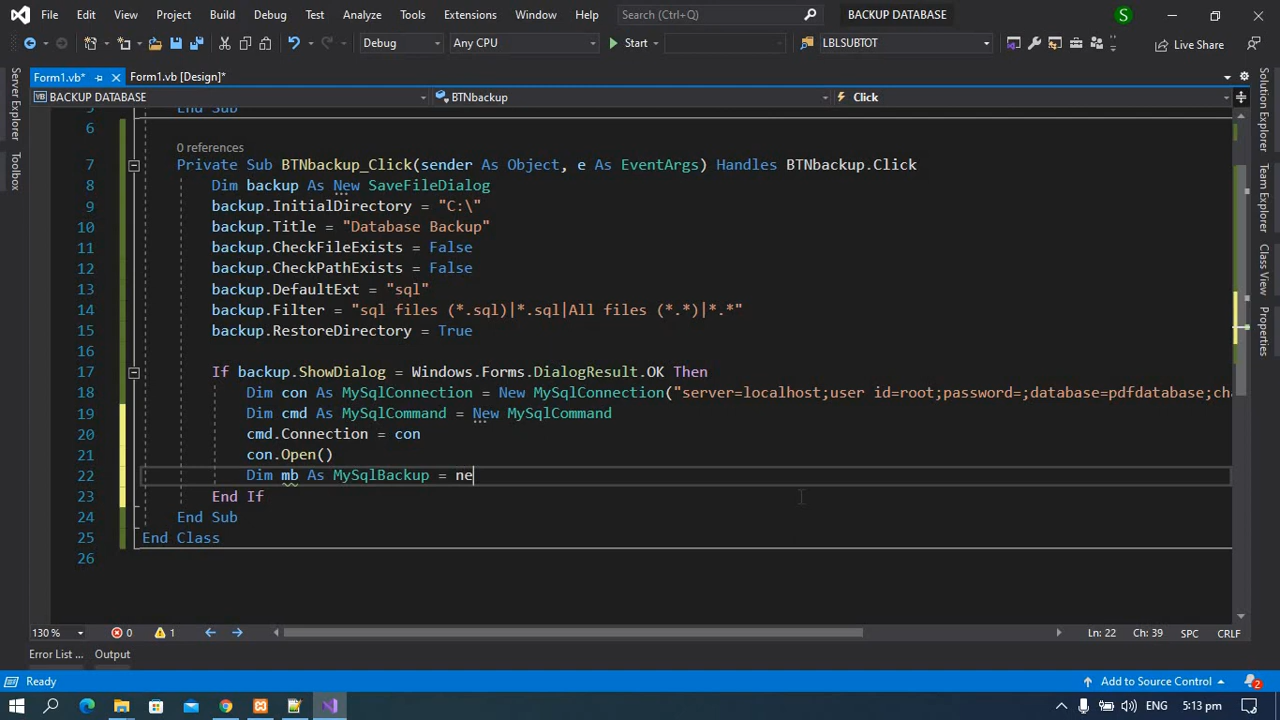 File Edit View Project Build Debug Test Analyze Tools Extensions Window Help Search (Ctrl+Q) BACKUP DATABASE S
Debug Any CPU Start LBLSUBTOT Live Share
Form1.vb* Form1.vb [Design]*
BACKUP DATABASE BTNbackup Click
Server Explorer
Toolbox
Solution Explorer
Team Explorer
Class View
Properties
5 End Sub
6
0 references
7 Private Sub BTNbackup_Click(sender As Object, e As EventArgs) Handles BTNbackup.Click
8 Dim backup As New SaveFileDialog
9 backup.InitialDirectory = "C:\"
10 backup.Title = "Database Backup"
11 backup.CheckFileExists = False
12 backup.CheckPathExists = False
13 backup.DefaultExt = "sql"
14 backup.Filter = "sql files (*.sql)|*.sql|All files (*.*)|*.*"
15 backup.RestoreDirectory = True
16
17 If backup.ShowDialog = Windows.Forms.DialogResult.OK Then
18 Dim con As MySqlConnection = New MySqlConnection("server=localhost;user id=root;password=;database=pdfdatabase;ch
19 Dim cmd As MySqlCommand = New MySqlCommand
20 cmd.Connection = con
21 con.Open()
22 Dim mb As MySqlBackup = ne
23 End If
24 End Sub
25 End Class
26
130 % 0 1 Ln: 22 Ch: 39 SPC CRLF
Error List ... Output
Ready Add to Source Control 2
ENG 5:13 pm